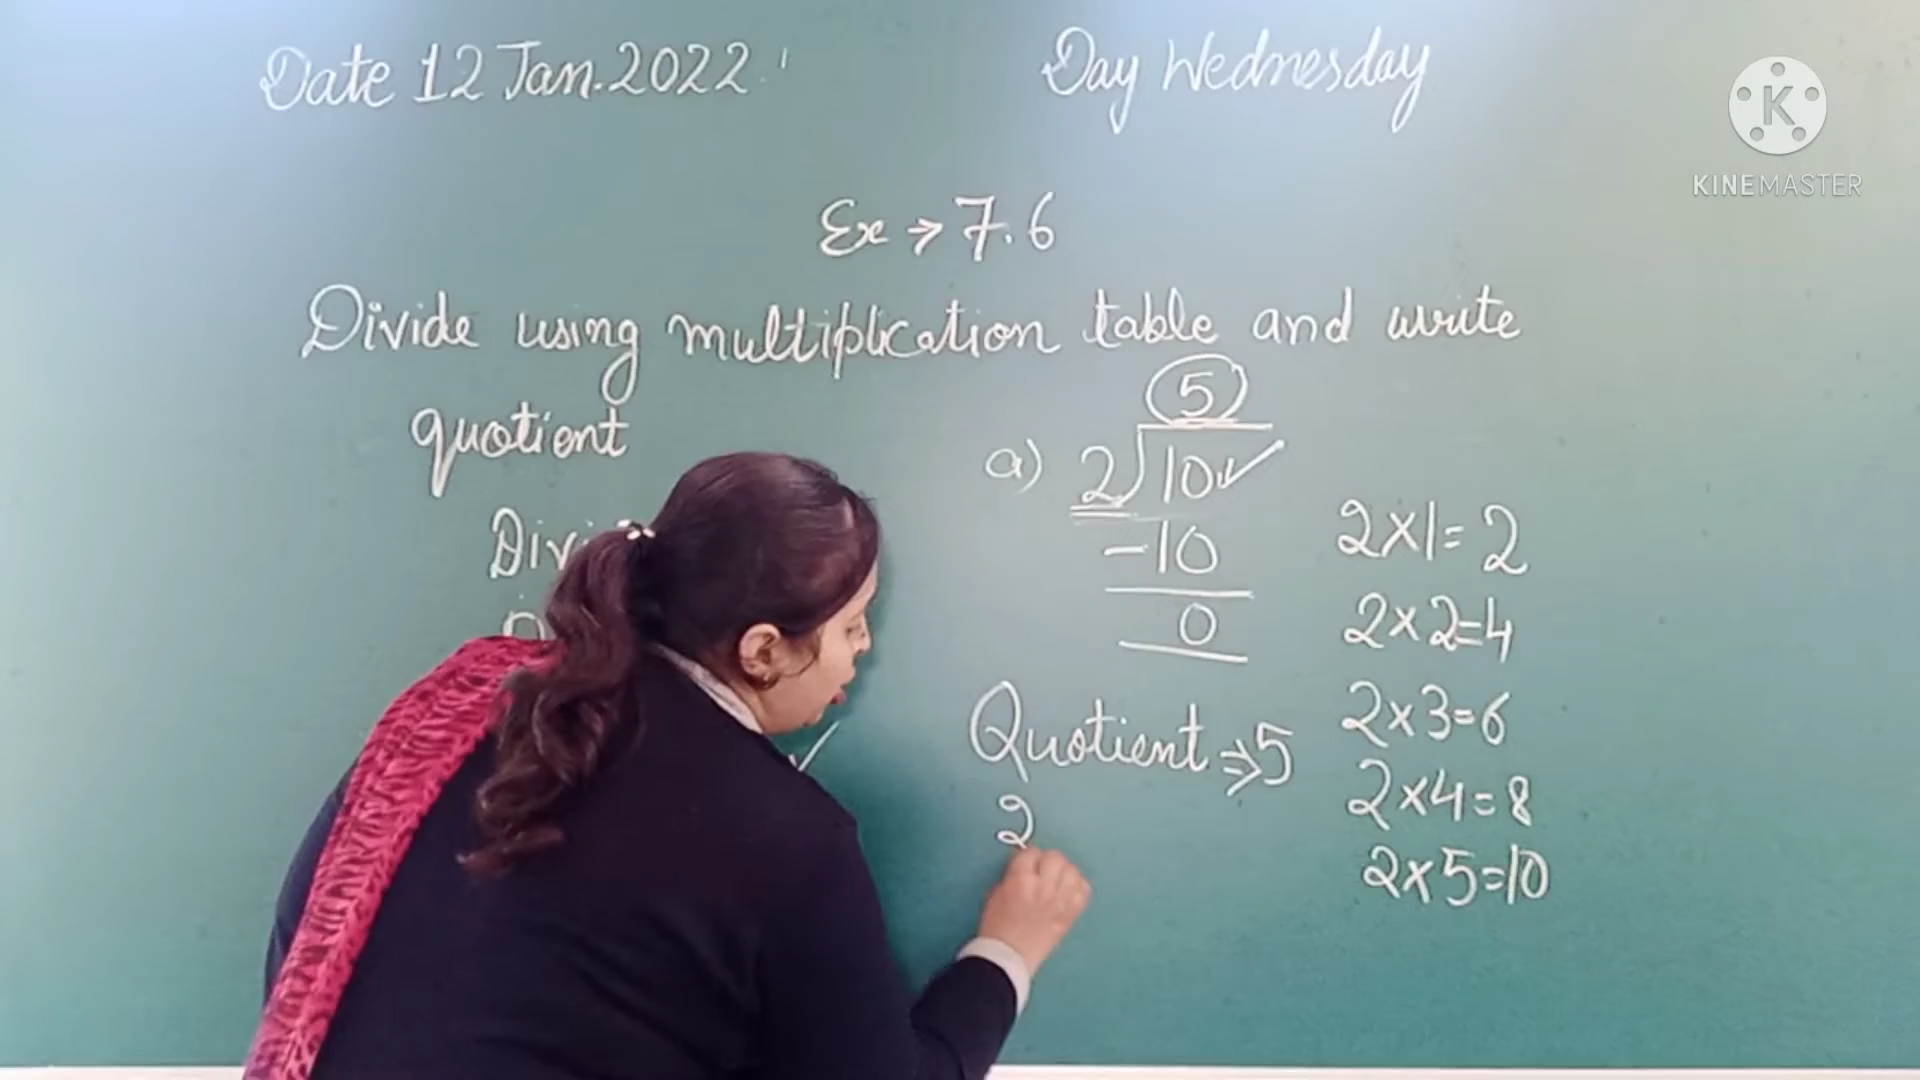 Date 12 Jan. 2022
Day Wednesday
K
KINEMASTER
Ex → 7.6
Divide using multiplication table and write
quotient
5
a) 2)10 ✓
-10
0
Quotient ⇒ 5
2
2×1=2
2×2=4
2×3=6
2×4=8
2×5=10